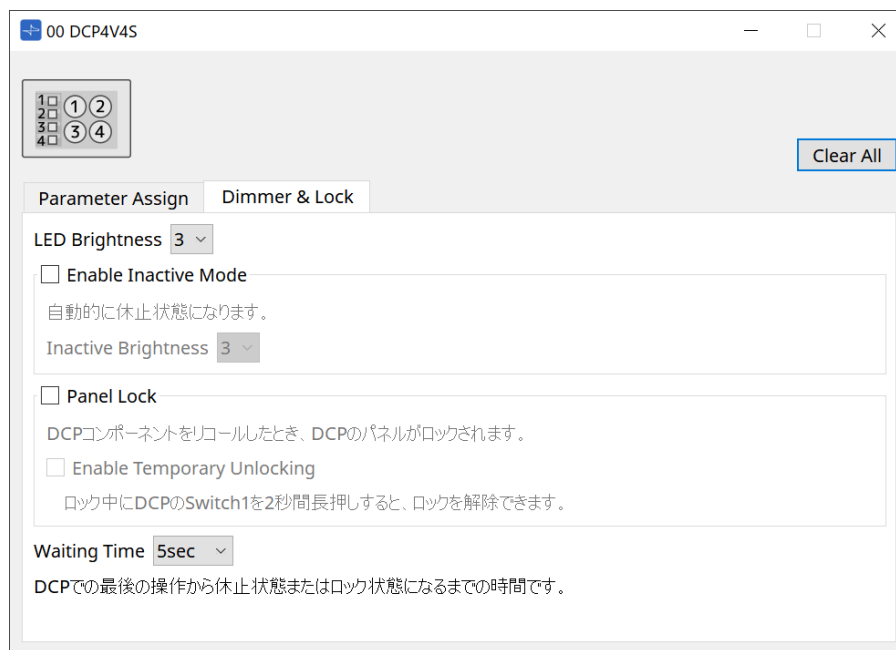 00 DCP4V4S
1
2
3
4
1 2
3 4
Clear All
Parameter Assign Dimmer & Lock
LED Brightness 3
Enable Inactive Mode
自動的に休止状態になります。
Inactive Brightness 3
Panel Lock
DCPコンポーネントをリコールしたとき、DCPのパネルがロックされます。
Enable Temporary Unlocking
ロック中にDCPのSwitch1を2秒間長押しすると、ロックを解除できます。
Waiting Time 5sec
DCPでの最後の操作から休止状態またはロック状態になるまでの時間です。